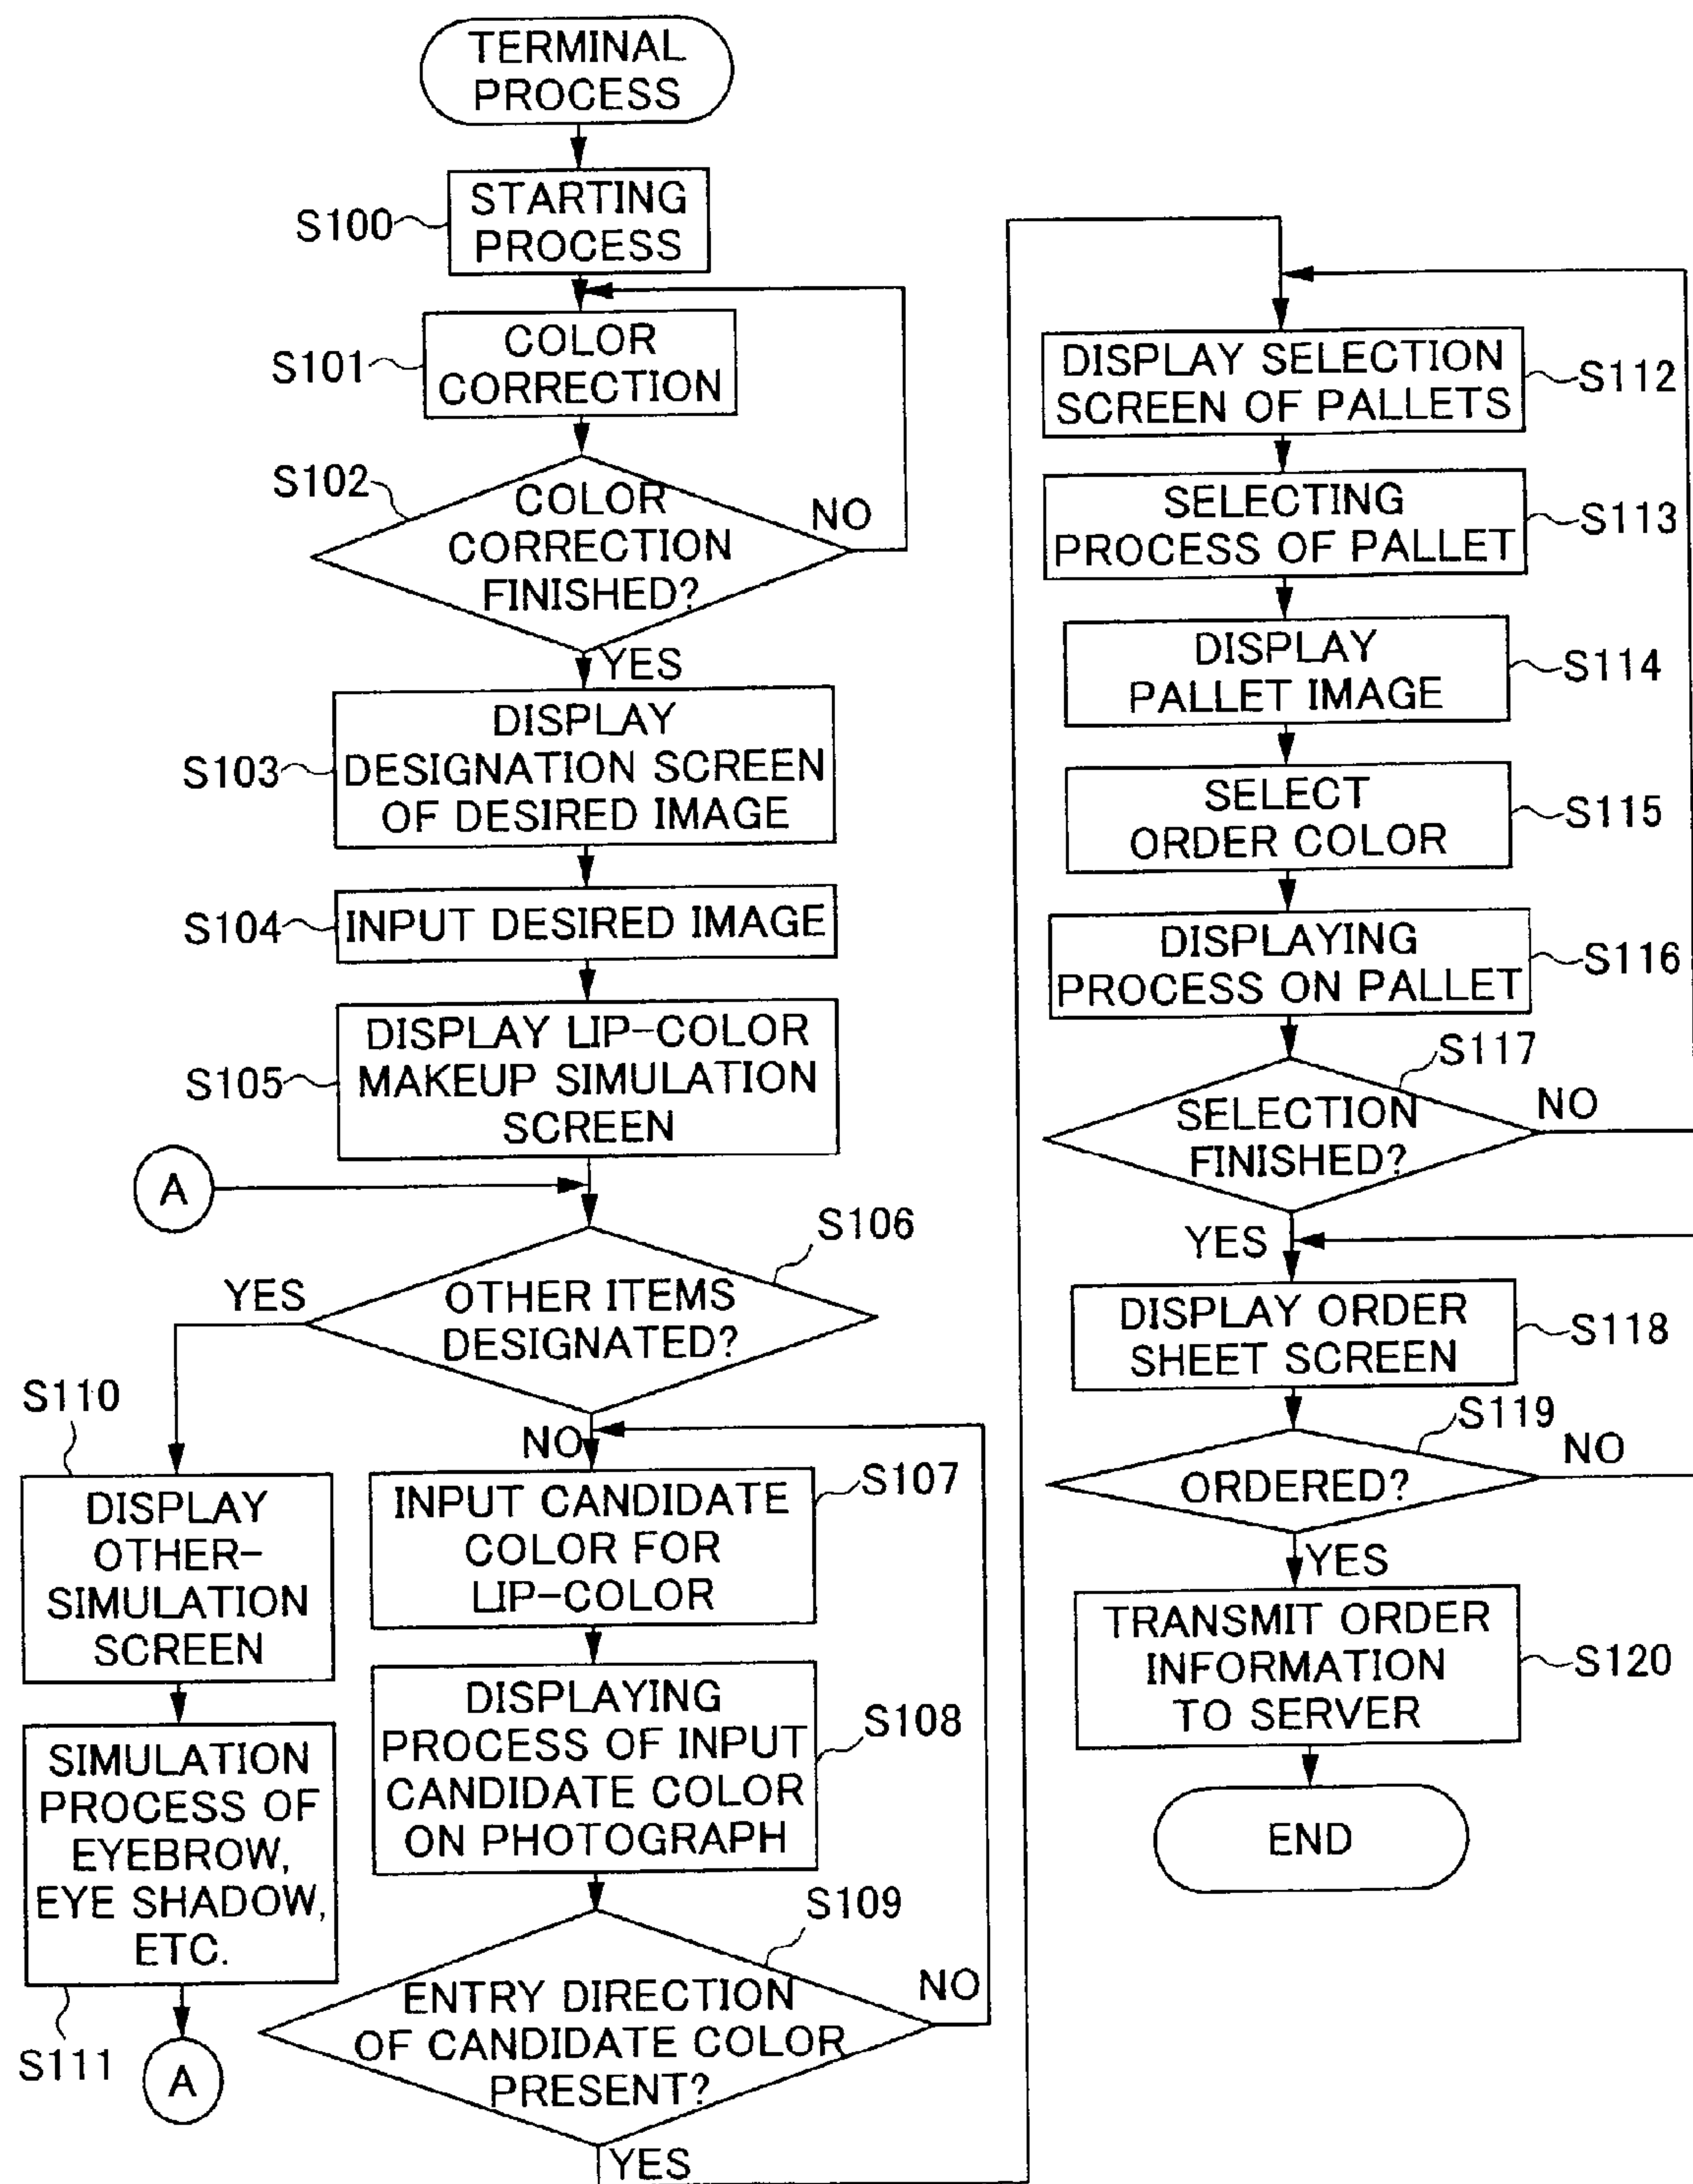 TERMINAL
PROCESS
S100
STARTING
PROCESS
S101
COLOR
CORRECTION
S102
COLOR
CORRECTION
FINISHED?
NO
YES
S103
DISPLAY
DESIGNATION SCREEN
OF DESIRED IMAGE
S104
INPUT DESIRED IMAGE
S105
DISPLAY LIP-COLOR
MAKEUP SIMULATION
SCREEN
A
S106
OTHER ITEMS
DESIGNATED?
YES
NO
S110
DISPLAY
OTHER-
SIMULATION
SCREEN
SIMULATION
PROCESS OF
EYEBROW,
EYE SHADOW,
ETC.
S111
A
S107
INPUT CANDIDATE
COLOR FOR
LIP-COLOR
S108
DISPLAYING
PROCESS OF INPUT
CANDIDATE COLOR
ON PHOTOGRAPH
S109
ENTRY DIRECTION
OF CANDIDATE COLOR
PRESENT?
NO
YES
DISPLAY SELECTION
SCREEN OF PALLETS
S112
SELECTING
PROCESS OF PALLET
S113
DISPLAY
PALLET IMAGE
S114
SELECT
ORDER COLOR
S115
DISPLAYING
PROCESS ON PALLET
S116
S117
SELECTION
FINISHED?
NO
YES
DISPLAY ORDER
SHEET SCREEN
S118
S119
ORDERED?
NO
YES
TRANSMIT ORDER
INFORMATION
TO SERVER
S120
END